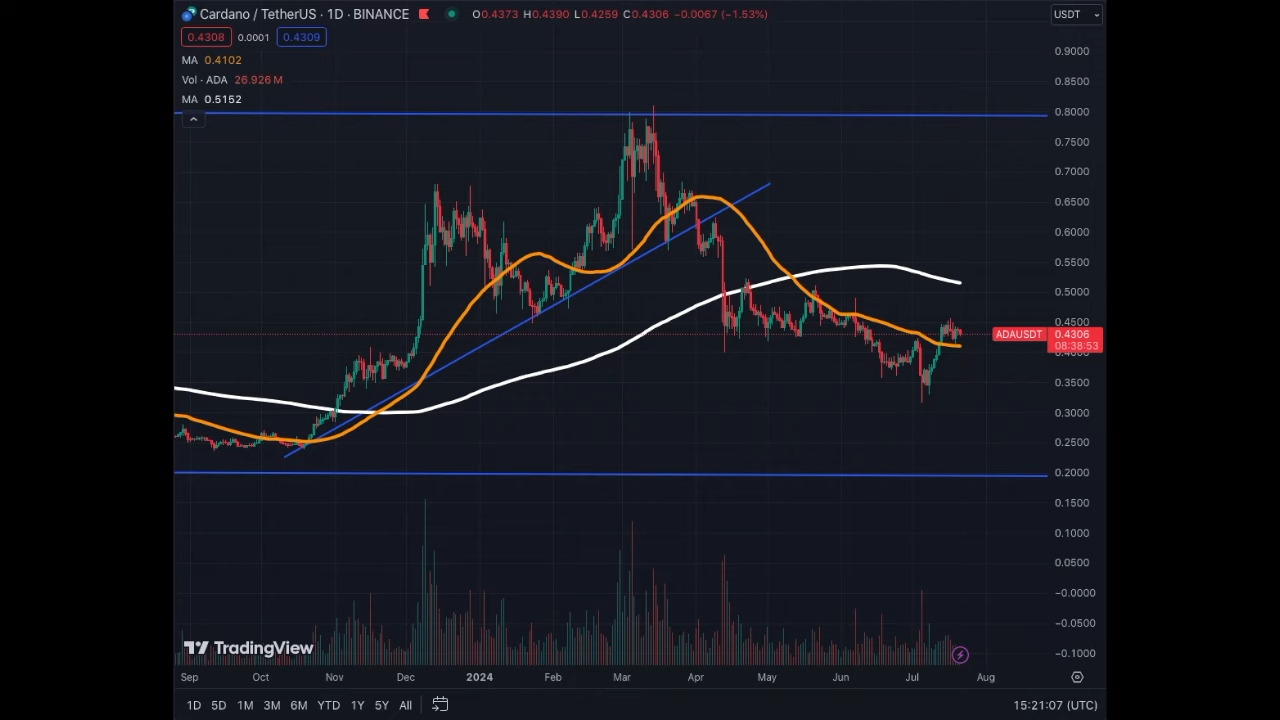 Cardano / TetherUS · 1D · BINANCE O0.4373 H0.4390 L0.4259 C0.4306 −0.0067 (−1.53%)
USDT
0.4308 0.0001 0.4309
MA 0.4102
Vol · ADA 26.926 M
MA 0.5152
0.9000
0.8500
0.8000
0.7500
0.7000
0.6500
0.6000
0.5500
0.5000
0.4500
ADAUSDT 0.4306
08:38:53
0.4000
0.3500
0.3000
0.2500
0.2000
0.1500
0.1000
0.0500
−0.0000
−0.0500
−0.1000
TradingView
Sep Oct Nov Dec 2024 Feb Mar Apr May Jun Jul Aug
1D 5D 1M 3M 6M YTD 1Y 5Y All 15:21:07 (UTC)